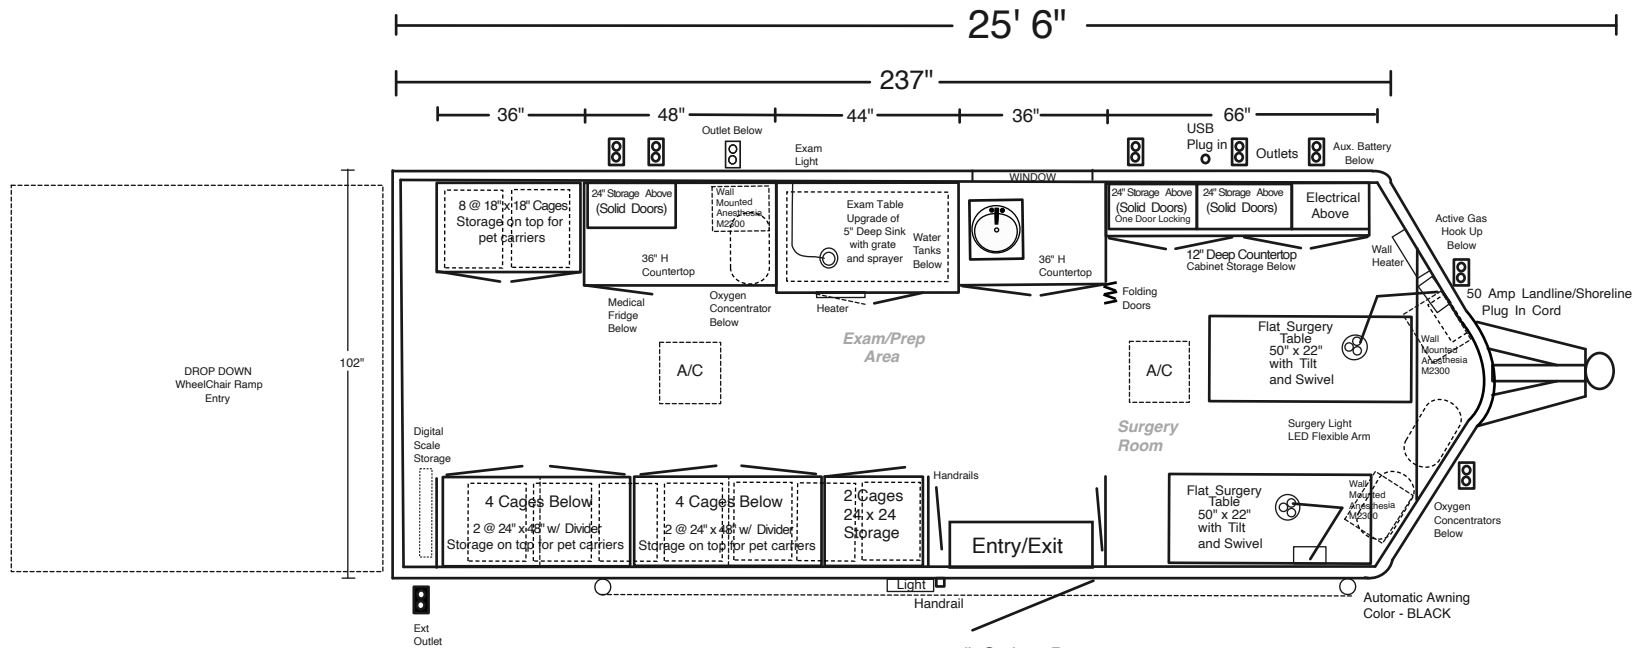 25' 6"
237"
36"
48"
44"
36"
66"
Outlet Below
Exam
Light
USB
Plug in
Outlets
Aux. Battery
Below
WINDOW
8 @ 18"x 18" Cages
Storage on top for
pet carriers
24" Storage Above
(Solid Doors)
Wall
Mounted
Anesthesia
M2300
36" H
Countertop
Exam Table
Upgrade of
5" Deep Sink
with grate
and sprayer
Water
Tanks
Below
36" H
Countertop
24" Storage Above
(Solid Doors)
One Door Locking
24" Storage Above
(Solid Doors)
Electrical
Above
12" Deep Countertop
Cabinet Storage Below
Wall
Heater
Active Gas
Hook Up
Below
50 Amp Landline/Shoreline
Plug In Cord
Medical
Fridge
Below
Oxygen
Concentrator
Below
Heater
Folding
Doors
Exam/Prep
Area
Flat Surgery
Table
50" x 22"
with Tilt
and Swivel
Wall
Mounted
Anesthesia
M2300
DROP DOWN
WheelChair Ramp
Entry
102"
A/C
A/C
Surgery
Room
Surgery Light
LED Flexible Arm
Digital
Scale
Storage
Handrails
4 Cages Below
2 @ 24" x 48" w/ Divider
Storage on top for pet carriers
4 Cages Below
2 @ 24" x 48" w/ Divider
Storage on top for pet carriers
2 Cages
24 x 24
Storage
Entry/Exit
Flat Surgery
Table
50" x 22"
with Tilt
and Swivel
Wall
Mounted
Anesthesia
M2300
Oxygen
Concentrators
Below
Light
Handrail
Automatic Awning
Color - BLACK
Ext
Outlet